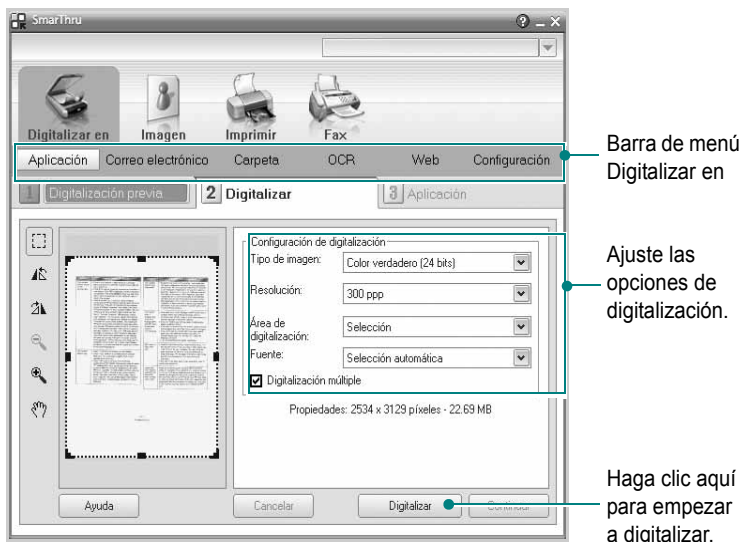 SmarThru
Digitalizar en
Imagen
Imprimir
Fax
Aplicación Correo electrónico Carpeta OCR Web Configuración
1 Digitalización previa 2 Digitalizar 3 Aplicación
Configuración de digitalización
Tipo de imagen: Color verdadero (24 bits)
Resolución: 300 ppp
Área de
digitalización: Selección
Fuente: Selección automática
Digitalización múltiple
Propiedades: 2534 x 3129 píxeles - 22.69 MB
Ayuda Cancelar Digitalizar
Barra de menú
Digitalizar en
Ajuste las
opciones de
digitalización.
Haga clic aquí
para empezar
a digitalizar.